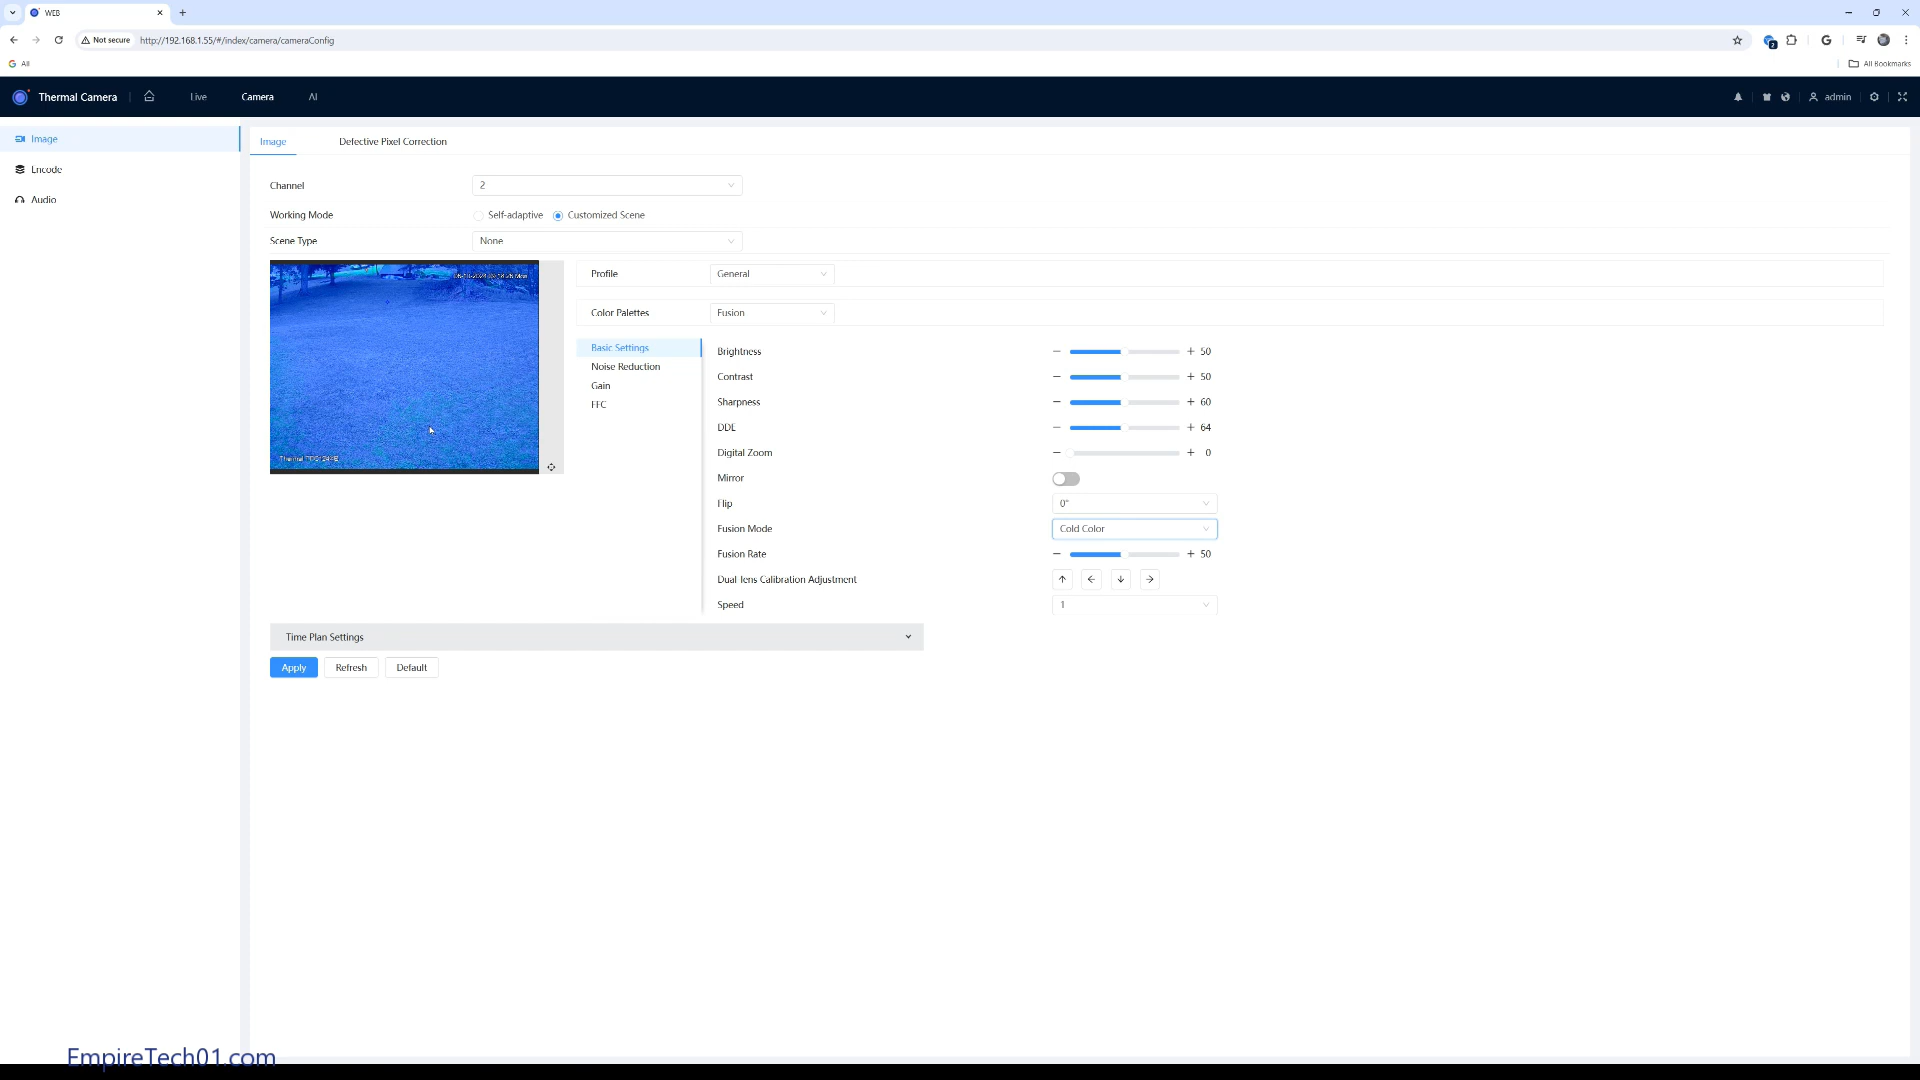 WEB
Not secure
http://192.168.1.55/#/index/camera/cameraConfig
2
G
G All
All Bookmarks
Thermal Camera
Live
Camera
AI
admin
Image
Encode
Audio
Image
Defective Pixel Correction
Channel
2
Working Mode
Self-adaptive
Customized Scene
Scene Type
None
Thermal
Profile
General
Color Palettes
Fusion
Basic Settings
Noise Reduction
Gain
FFC
Brightness
50
Contrast
50
Sharpness
60
DDE
64
Digital Zoom
0
Mirror
Flip
0°
Fusion Mode
Cold Color
Fusion Rate
50
Dual-lens Calibration Adjustment
Speed
1
Time Plan Settings
Apply
Refresh
Default
EmpireTech01.com